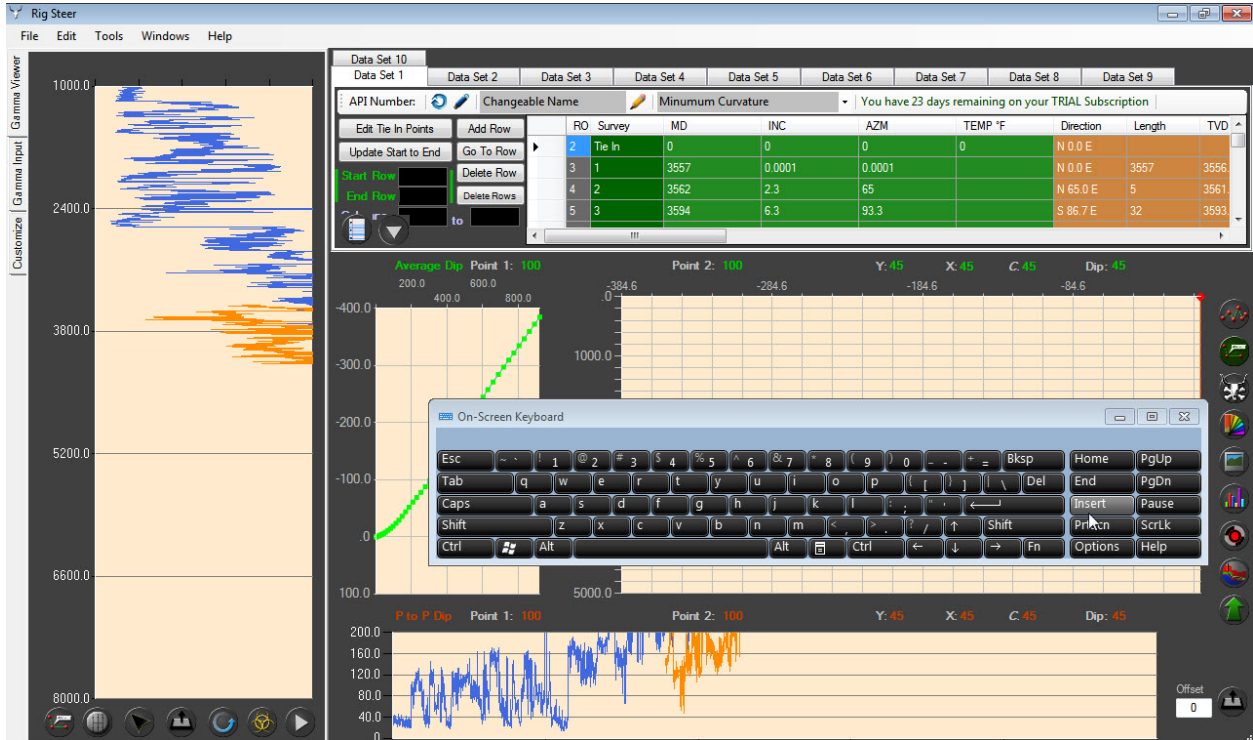 Rig Steer
File Edit Tools Windows Help
Gamma Viewer
Gamma Input
Customize
1000.0
2400.0
3800.0
5200.0
6600.0
8000.0
Data Set 10
Data Set 1 Data Set 2 Data Set 3 Data Set 4 Data Set 5 Data Set 6 Data Set 7 Data Set 8 Data Set 9
API Number: Changeable Name Minumum Curvature You have 23 days remaining on your TRIAL Subscription
Edit Tie In Points Add Row
Update Start to End Go To Row
Start Row Delete Row
End Row Delete Rows
to
RO Survey MD INC AZM TEMP °F Direction Length TVD
2 Tie In 0 0 0 0 N 0.0 E
3 1 3557 0.0001 0.0001 N 0.0 E 3557 3556.
4 2 3562 2.3 65 N 65.0 E 5 3561.
5 3 3594 6.3 93.3 S 86.7 E 32 3593.
Average Dip Point 1: 100 Point 2: 100 Y: 45 X: 45 C: 45 Dip: 45
200.0 600.0
400.0 800.0
-400.0
-300.0
-200.0
-100.0
.0
100.0
-384.6 -284.6 -184.6 -84.6
.0
1000.0
5000.0
On-Screen Keyboard
Esc ~ ` ! 1 @ 2 # 3 $ 4 % 5 ^ 6 & 7 * 8 ( 9 ) 0 _ - + = Bksp Home PgUp
Tab q w e r t y u i o p { [ } ] | \ Del End PgDn
Caps a s d f g h j k l : ; " ' Insert Pause
Shift z x c v b n m < , > . ? / ↑ Shift PrtScn ScrLk
Ctrl Alt Alt Ctrl ← ↓ → Fn Options Help
P to P Dip Point 1: 100 Point 2: 100 Y: 45 X: 45 C: 45 Dip: 45
200.0
160.0
120.0
80.0
40.0
0
Offset
0